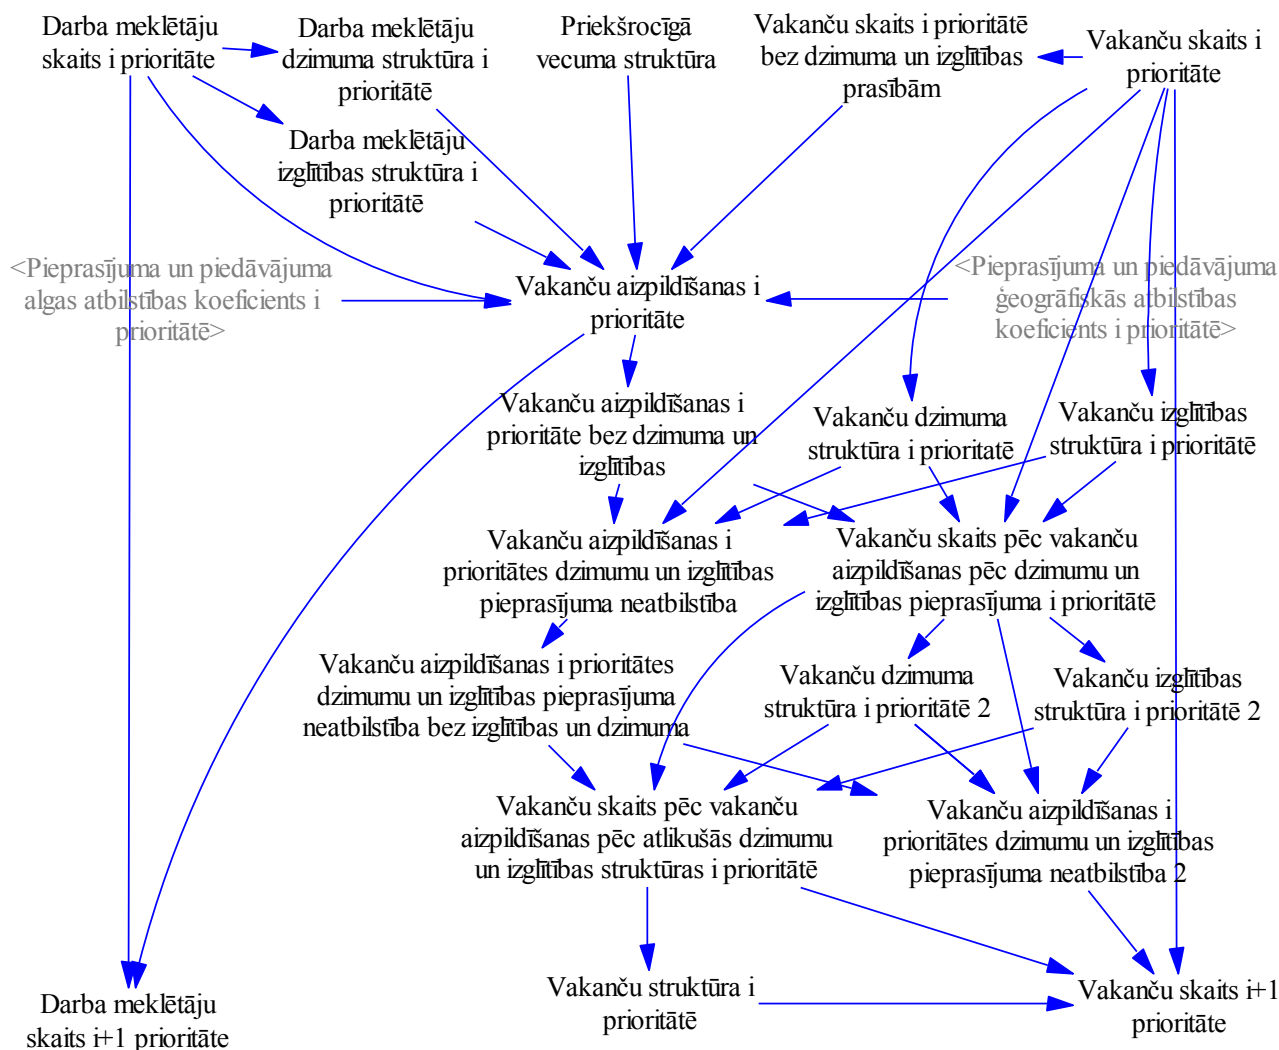 Darba meklētāju
skaits i prioritāte
Darba meklētāju
dzimuma struktūra i
prioritātē
Priekšrocīgā
vecuma struktūra
Vakanču skaits i prioritātē
bez dzimuma un izglītības
prasībām
Vakanču skaits i
prioritāte
Darba meklētāju
izglītības struktūra i
prioritātē
<Pieprasījuma un piedāvājuma
algas atbilstības koeficients i
prioritātē>
Vakanču aizpildīšanas i
prioritāte
<Pieprasījuma un piedāvājuma
ģeogrāfiskās atbilstības
koeficients i prioritātē>
Vakanču aizpildīšanas i
prioritāte bez dzimuma un
izglītības
Vakanču dzimuma
struktūra i prioritatē
Vakanču izglītības
struktūra i prioritātē
Vakanču aizpildīšanas i
prioritātes dzimumu un izglītības
pieprasījuma neatbilstība
Vakanču skaits pēc vakanču
aizpildīšanas pēc dzimumu un
izglītības pieprasījuma i prioritātē
Vakanču aizpildīšanas i prioritātes
dzimumu un izglītības pieprasījuma
neatbilstība bez izglītības un dzimuma
Vakanču dzimuma
struktūra i prioritātē 2
Vakanču izglītības
struktūra i prioritātē 2
Vakanču skaits pēc vakanču
aizpildīšanas pēc atlikušās dzimumu
un izglītības struktūras i prioritātē
Vakanču aizpildīšanas i
prioritātes dzimumu un izglītības
pieprasījuma neatbilstība 2
Darba meklētāju
skaits i+1 prioritāte
Vakanču struktūra i
prioritātē
Vakanču skaits i+1
prioritāte